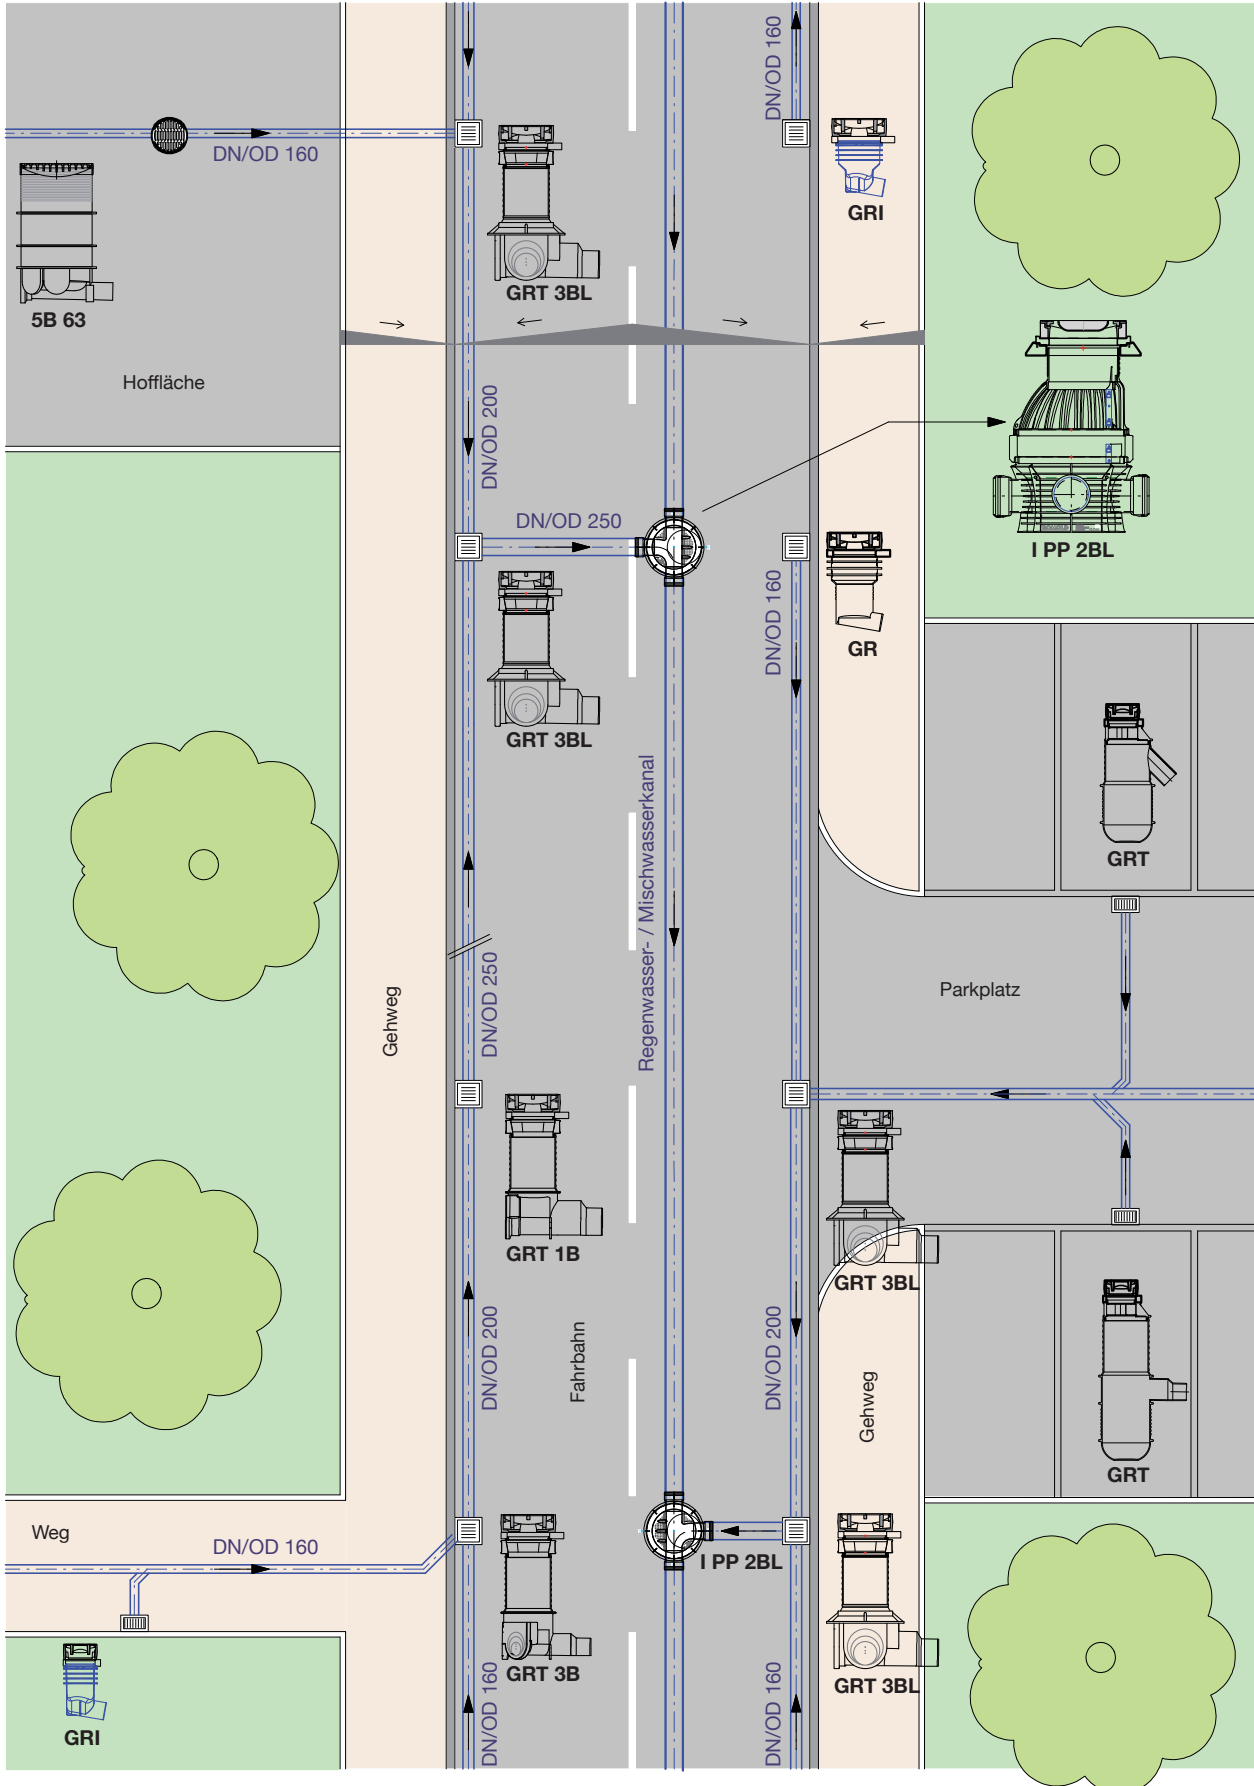 DN/OD 160
DN/OD 160
GRI
GRT 3BL
5B 63
Hoffläche
DN/OD 200
DN/OD 250
I PP 2BL
DN/OD 160
GR
GRT 3BL
Regenwasser- / Mischwasserkanal
GRT
DN/OD 250
Gehweg
Parkplatz
GRT 1B
GRT 3BL
DN/OD 200
Fahrbahn
DN/OD 200
Gehweg
GRT
Weg
DN/OD 160
I PP 2BL
GRT 3B
GRT 3BL
GRI
DN/OD 160
DN/OD 160